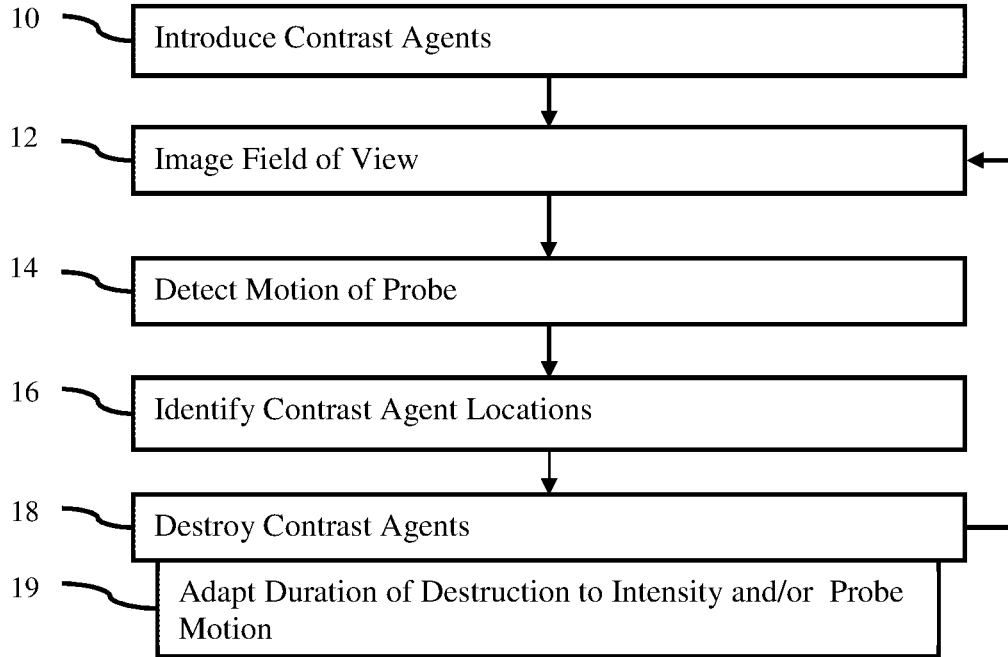 10
Introduce Contrast Agents
12
Image Field of View
14
Detect Motion of Probe
16
Identify Contrast Agent Locations
18
Destroy Contrast Agents
19
Adapt Duration of Destruction to Intensity and/or Probe
Motion